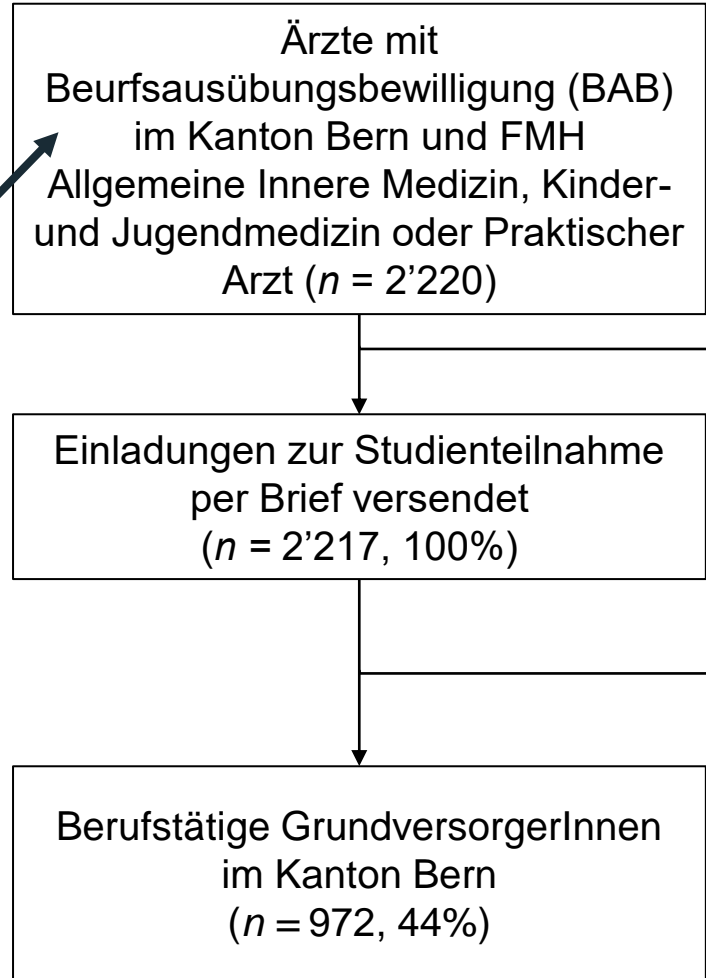 Ärzte mit
Beurfsausübungsbewilligung (BAB)
im Kanton Bern und FMH
Allgemeine Innere Medizin, Kinder-
und Jugendmedizin oder Praktischer
Arzt (n = 2’220)
Einladungen zur Studienteilnahme
per Brief versendet
(n = 2’217, 100%)
Berufstätige GrundversorgerInnen
im Kanton Bern
(n = 972, 44%)